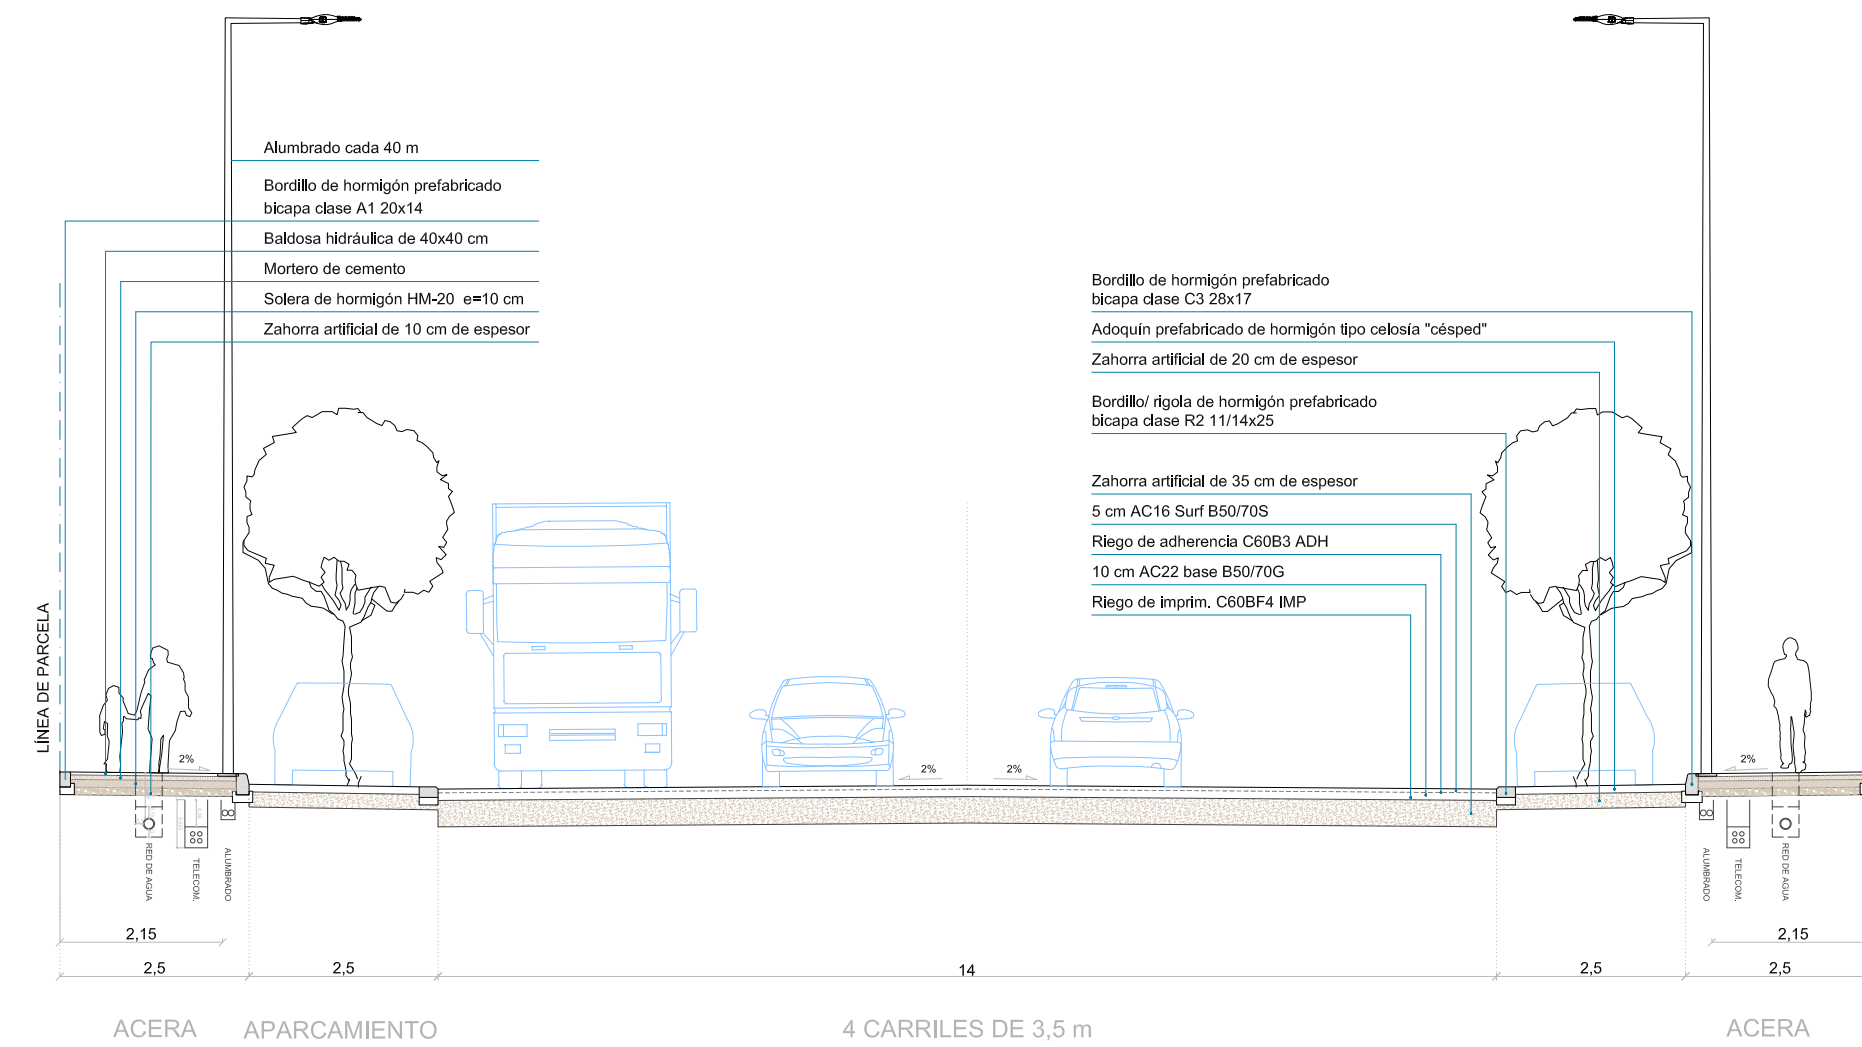 Alumbrado cada 40 m
Bordillo de hormigón prefabricado
bicapa clase A1 20x14
Baldosa hidráulica de 40x40 cm
Mortero de cemento
Solera de hormigón HM-20 e=10 cm
Zahorra artificial de 10 cm de espesor
Bordillo de hormigón prefabricado
bicapa clase C3 28x17
Adoquín prefabricado de hormigón tipo celosía "césped"
Zahorra artificial de 20 cm de espesor
Bordillo/ rigola de hormigón prefabricado
bicapa clase R2 11/14x25
Zahorra artificial de 35 cm de espesor
5 cm AC16 Surf B50/70S
Riego de adherencia C60B3 ADH
10 cm AC22 base B50/70G
Riego de imprim. C60BF4 IMP
LÍNEA DE PARCELA
2%
2%
2%
2%
RED DE AGUA
TELECOM.
ALUMBRADO
ALUMBRADO
TELECOM.
RED DE AGUA
2,15
2,15
2,5
2,5
14
2,5
2,5
ACERA
APARCAMIENTO
4 CARRILES DE 3,5 m
ACERA